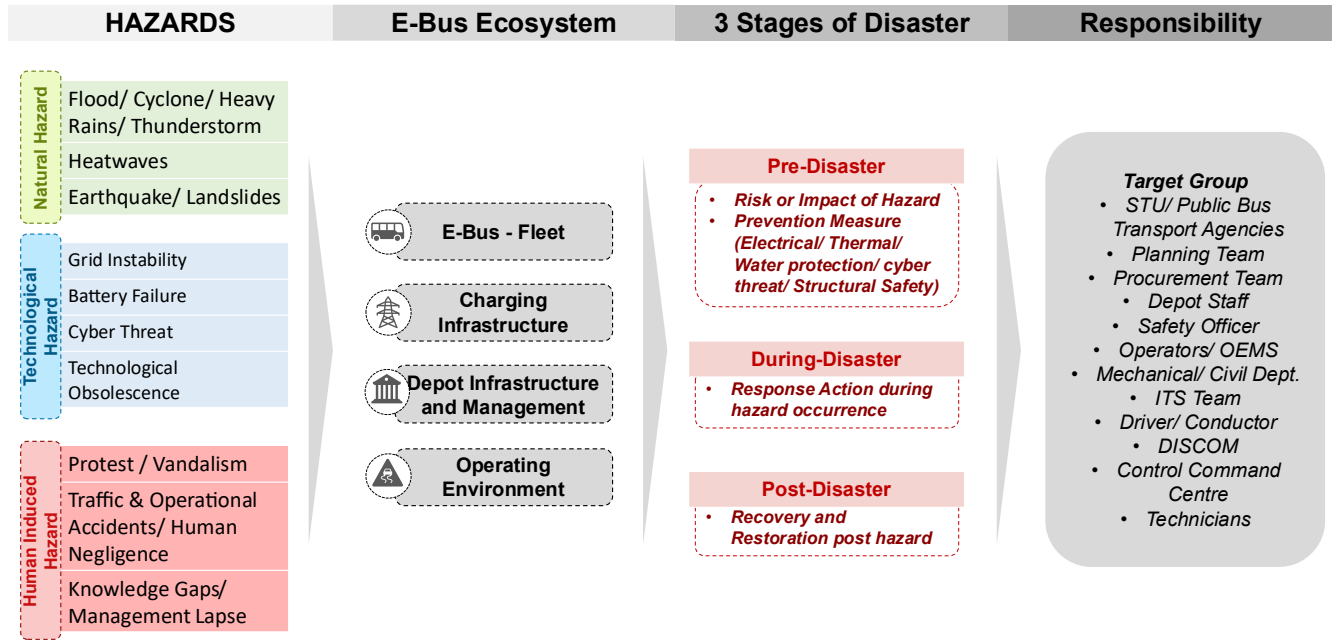 HAZARDS
E-Bus Ecosystem
3 Stages of Disaster
Responsibility
Natural Hazard
Flood/ Cyclone/ Heavy
Rains/ Thunderstorm
Heatwaves
Earthquake/ Landslides
Technological
Hazard
Grid Instability
Battery Failure
Cyber Threat
Technological
Obsolescence
Human Induced
Hazard
Protest / Vandalism
Traffic & Operational
Accidents/ Human
Negligence
Knowledge Gaps/
Management Lapse
E-Bus - Fleet
Charging
Infrastructure
Depot Infrastructure
and Management
Operating
Environment
Pre-Disaster
• Risk or Impact of Hazard
• Prevention Measure
(Electrical/ Thermal/
Water protection/ cyber
threat/ Structural Safety)
During-Disaster
• Response Action during
hazard occurrence
Post-Disaster
• Recovery and
Restoration post hazard
Target Group
• STU/ Public Bus
Transport Agencies
• Planning Team
• Procurement Team
• Depot Staff
• Safety Officer
• Operators/ OEMS
• Mechanical/ Civil Dept.
• ITS Team
• Driver/ Conductor
• DISCOM
• Control Command
Centre
• Technicians